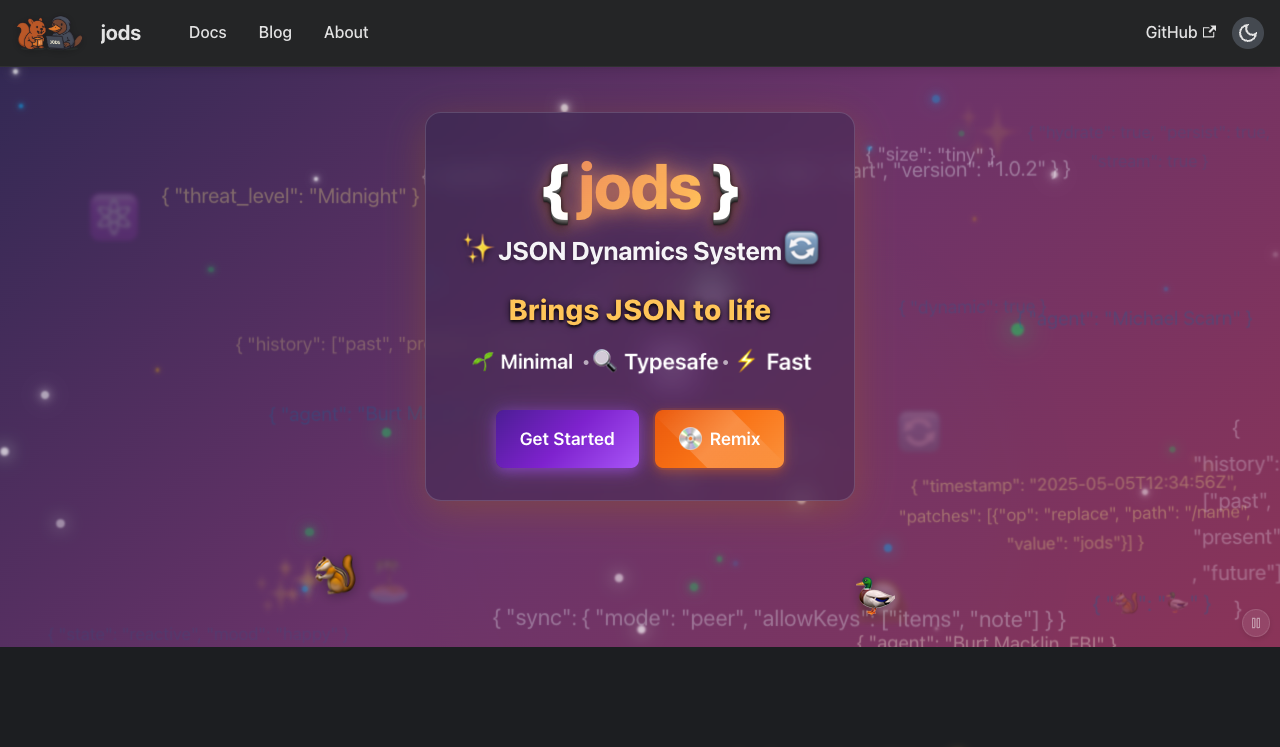 jods
Docs
Blog
About
GitHub
{ jods }
JSON Dynamics System
Brings JSON to life
Minimal • Typesafe • Fast
Get Started
Remix
{ "threat_level": "Midnight" }
{ "size": "tiny" }
"version": "1.0.2" } }
{ "history": ["past",
{ "agent": "Burt
{
"history":
["past",
"present"
, "future"]
}
{ "timestamp": "2025-05-05T12:34:56Z",
"patches": [{"op": "replace", "path": "/name",
"value": "jods"}] }
{ "sync": { "mode": "peer", "allowKeys": ["items", "note"] } }
{ "agent": "Burt Macklin, FBI" }